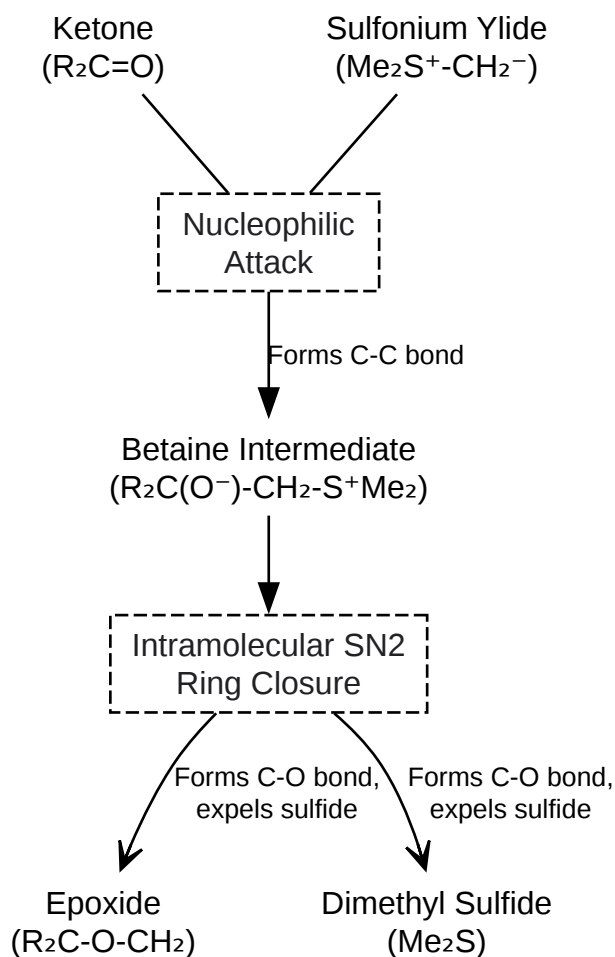 Ketone
(R₂C=O)
Sulfonium Ylide
(Me₂S⁺-CH₂⁻)
Nucleophilic
Attack
Forms C-C bond
Betaine Intermediate
(R₂C(O⁻)-CH₂-S⁺Me₂)
Intramolecular SN2
Ring Closure
Forms C-O bond,
expels sulfide
Forms C-O bond,
expels sulfide
Epoxide
(R₂C-O-CH₂)
Dimethyl Sulfide
(Me₂S)